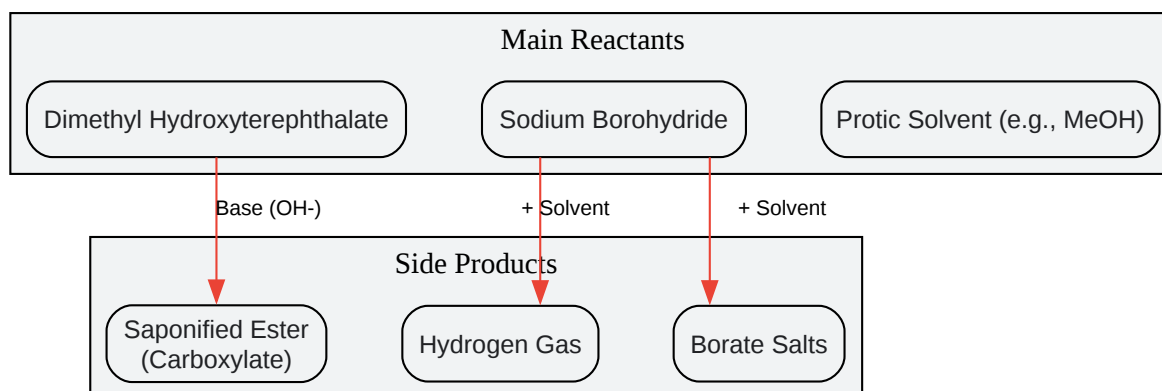 Main Reactants
Dimethyl Hydroxyterephthalate
Sodium Borohydride
Protic Solvent (e.g., MeOH)
Base (OH-)
+ Solvent
+ Solvent
Side Products
Saponified Ester
(Carboxylate)
Hydrogen Gas
Borate Salts